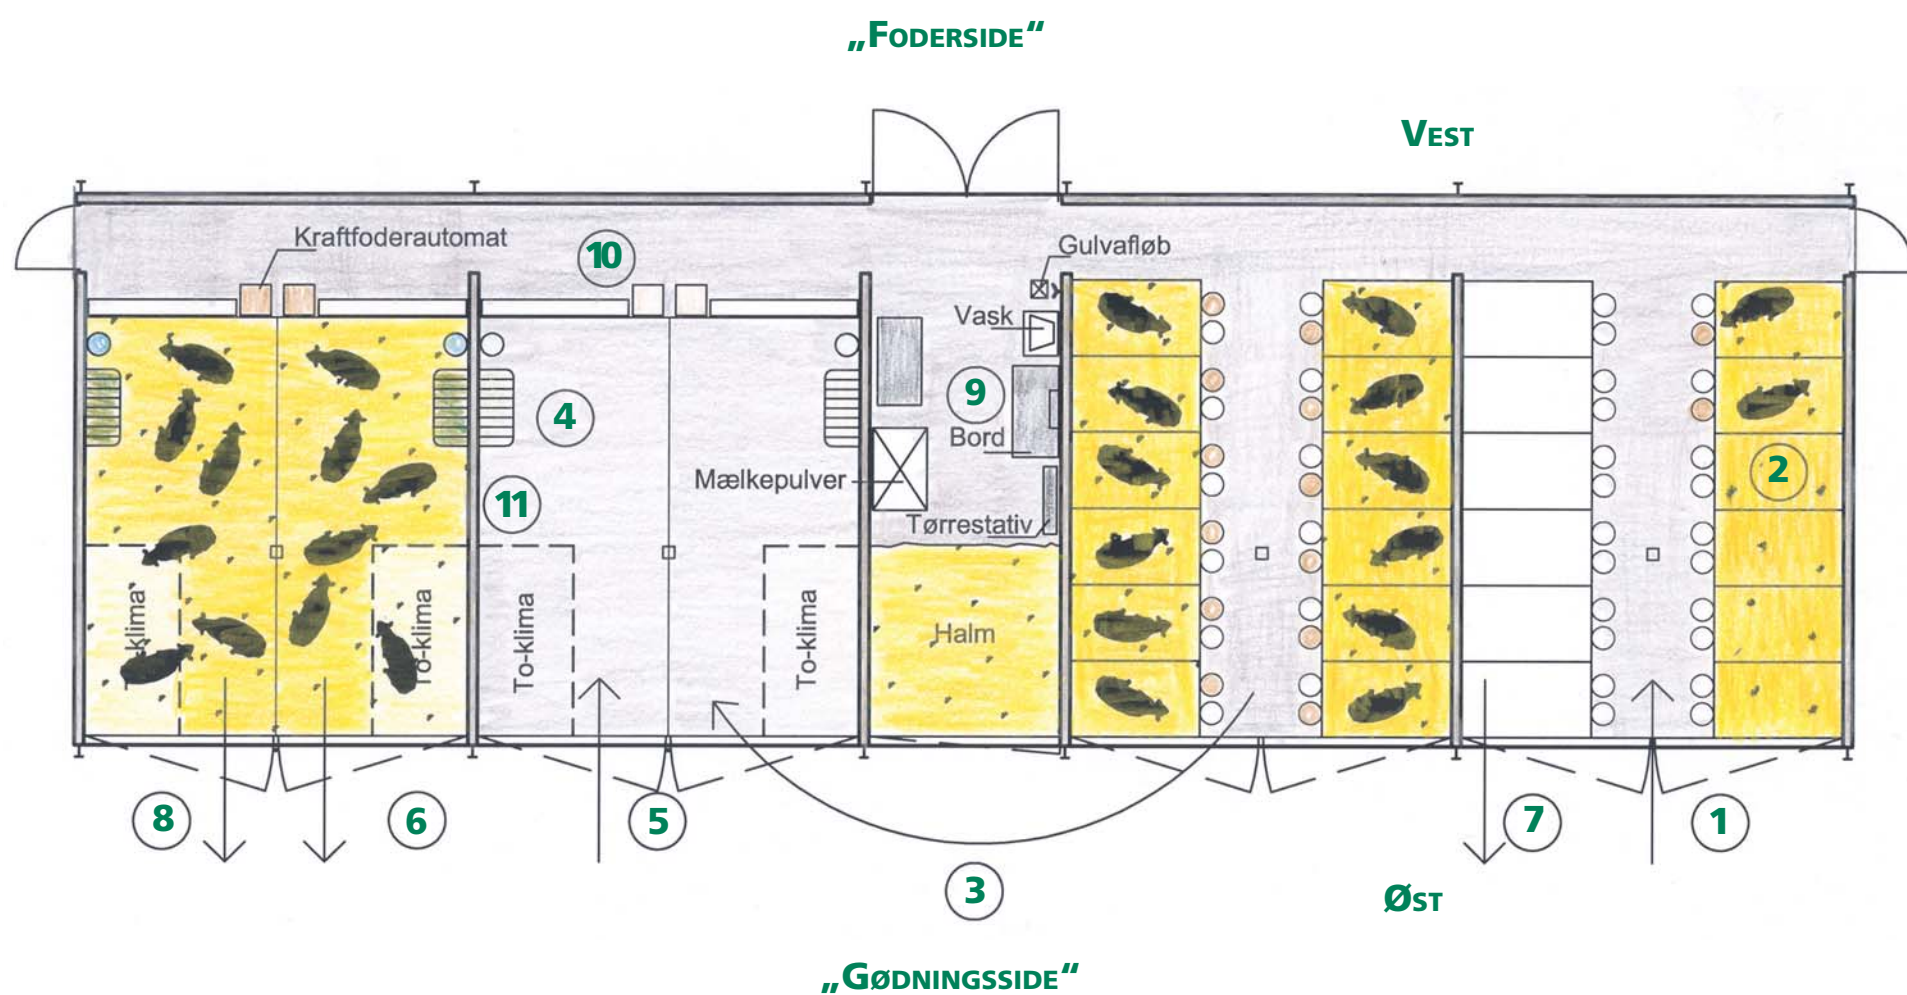 „Foderside“
Vest
Kraftfoderautomat
10
Gulvafløb
Vask
9
4
Bord
2
Mælkepulver
11
Tørrestativ
To-klima
To-klima
To-klima
To-klima
Halm
8
6
5
7
1
3
Øst
„Gødningsside“